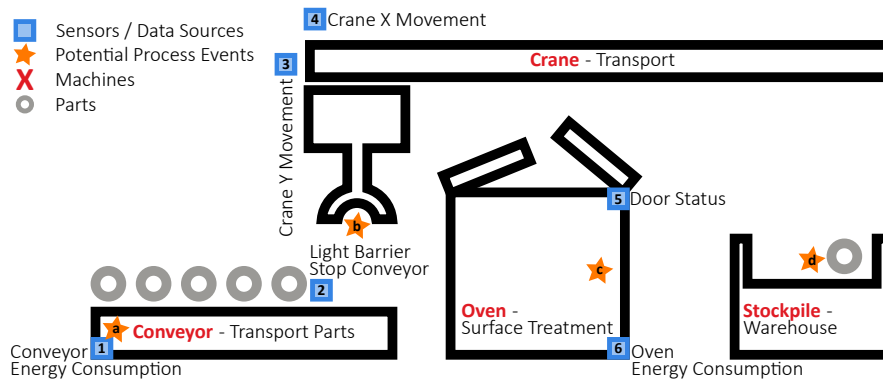 Sensors / Data Sources
Potential Process Events
X Machines
Parts
4 Crane X Movement
3
Crane Y Movement
Crane - Transport
b
Light Barrier
Stop Conveyor
2
a
Conveyor - Transport Parts
1
Conveyor
Energy Consumption
5 Door Status
c
Oven -
Surface Treatment
6
Oven
Energy Consumption
d
Stockpile -
Warehouse